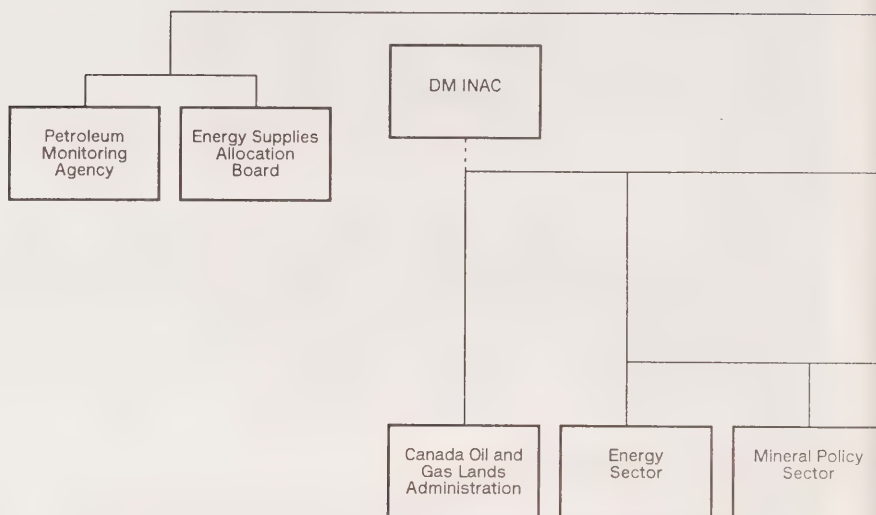 DM INAC
Petroleum
Monitoring
Agency
Energy Supplies
Allocation
Board
Canada Oil and
Gas Lands
Administration
Energy
Sector
Mineral Policy
Sector